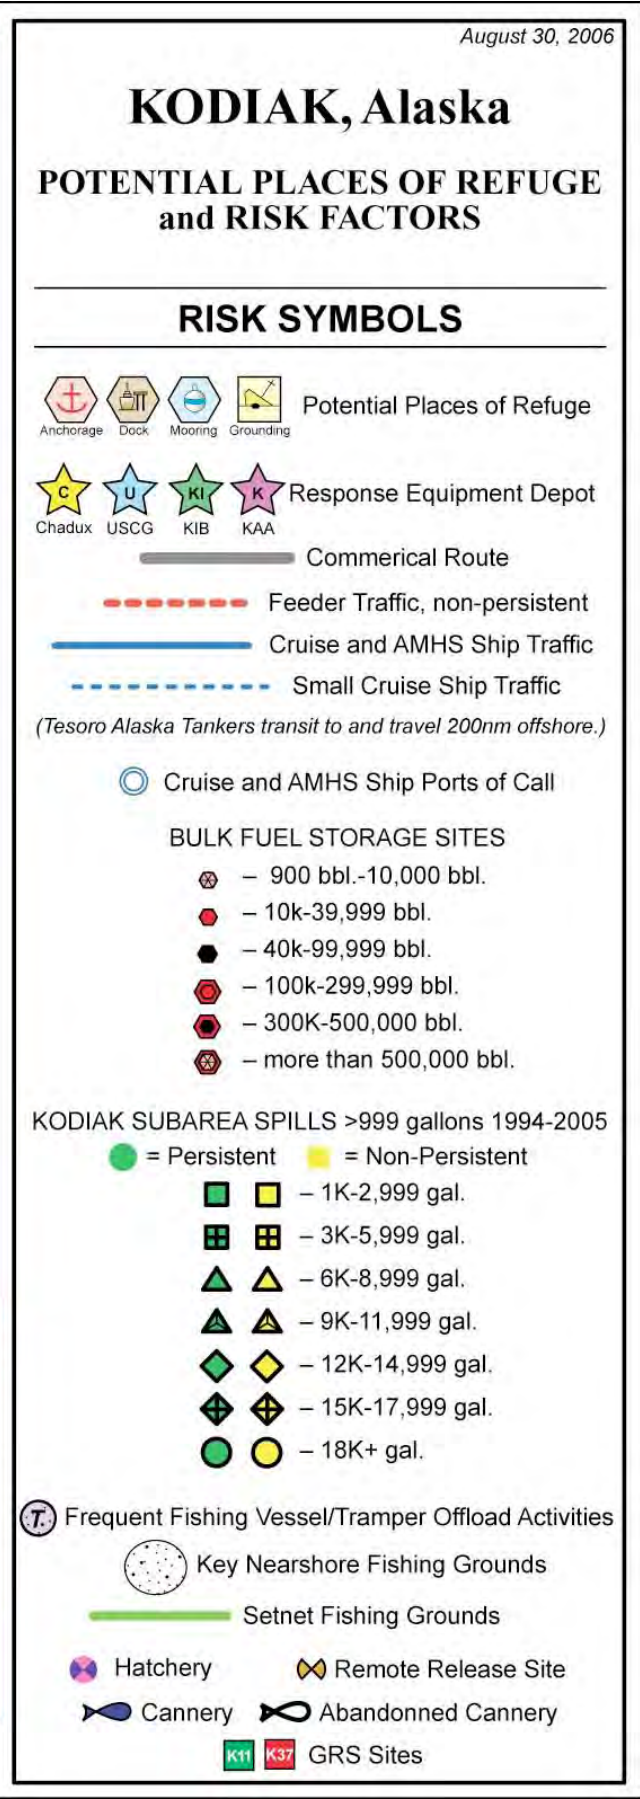 August 30, 2006
KODIAK, Alaska
POTENTIAL PLACES OF REFUGE
and RISK FACTORS
RISK SYMBOLS
Potential Places of Refuge
Anchorage Dock Mooring Grounding
C U KI K Response Equipment Depot
Chadux USCG KIB KAA
Commerical Route
Feeder Traffic, non-persistent
Cruise and AMHS Ship Traffic
Small Cruise Ship Traffic
(Tesoro Alaska Tankers transit to and travel 200nm offshore.)
Cruise and AMHS Ship Ports of Call
BULK FUEL STORAGE SITES
– 900 bbl.-10,000 bbl.
– 10k-39,999 bbl.
– 40k-99,999 bbl.
– 100k-299,999 bbl.
– 300K-500,000 bbl.
– more than 500,000 bbl.
KODIAK SUBAREA SPILLS >999 gallons 1994-2005
= Persistent = Non-Persistent
– 1K-2,999 gal.
– 3K-5,999 gal.
– 6K-8,999 gal.
– 9K-11,999 gal.
– 12K-14,999 gal.
– 15K-17,999 gal.
– 18K+ gal.
T. Frequent Fishing Vessel/Tramper Offload Activities
Key Nearshore Fishing Grounds
Setnet Fishing Grounds
Hatchery Remote Release Site
Cannery Abandonned Cannery
K11 K37 GRS Sites